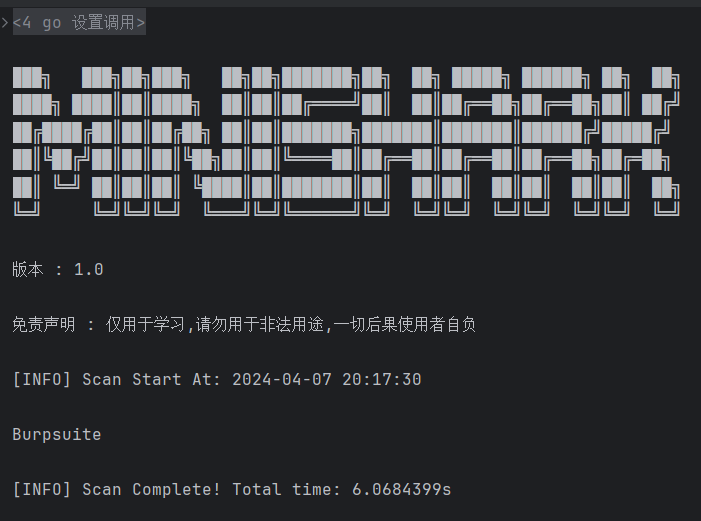 <4 go 设置调用>
MINISHARK
版本 : 1.0
免责声明 : 仅用于学习,请勿用于非法用途,一切后果使用者自负
[INFO] Scan Start At: 2024-04-07 20:17:30
Burpsuite
[INFO] Scan Complete! Total time: 6.0684399s